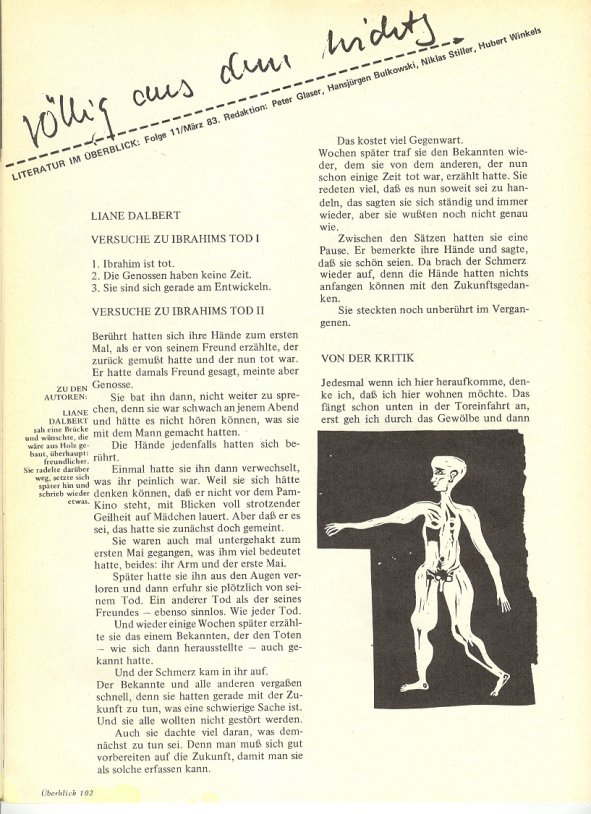 völlig aus dem nichts
LITERATUR IM ÜBERBLICK: Folge 11/März 83. Redaktion: Peter Glaser, Hansjürgen Bulkowski, Niklas Stiller, Hubert Winkels
LIANE DALBERT
VERSUCHE ZU IBRAHIMS TOD I
1. Ibrahim ist tot.
2. Die Genossen haben keine Zeit.
3. Sie sind sich gerade am Entwickeln.
VERSUCHE ZU IBRAHIMS TOD II
Berührt hatten sich ihre Hände zum ersten
Mal, als er von seinem Freund erzählte, der
zurück gemußt hatte und der nun tot war.
Er hatte damals Freund gesagt, meinte aber
Genosse.
Sie bat ihn dann, nicht weiter zu spre-
chen, denn sie war schwach an jenem Abend
und hätte es nicht hören können, was sie
mit dem Mann gemacht hatten.
Die Hände jedenfalls hatten sich be-
rührt.
Einmal hatte sie ihn dann verwechselt,
was ihr peinlich war. Weil sie sich hätte
denken können, daß er nicht vor dem Pam-
Kino steht, mit Blicken voll strotzender
Geilheit auf Mädchen lauert. Aber daß er es
sei, das hatte sie zunächst doch gemeint.
Sie waren auch mal untergehakt zum
ersten Mai gegangen, was ihm viel bedeutet
hatte, beides: ihr Arm und der erste Mai.
Später hatte sie ihn aus den Augen ver-
loren und dann erfuhr sie plötzlich von sei-
nem Tod. Ein anderer Tod als der seines
Freundes – ebenso sinnlos. Wie jeder Tod.
Und wieder einige Wochen später erzähl-
te sie das einem Bekannten, der den Toten
– wie sich dann herausstellte – auch ge-
kannt hatte.
Und der Schmerz kam in ihr auf.
Der Bekannte und alle anderen vergaßen
schnell, denn sie hatten gerade mit der Zu-
kunft zu tun, was eine schwierige Sache ist.
Und sie alle wollten nicht gestört werden.
Auch sie dachte viel daran, was dem-
nächst zu tun sei. Denn man muß sich gut
vorbereiten auf die Zukunft, damit man sie
als solche erfassen kann.
ZU DEN
AUTOREN:
LIANE
DALBERT
sah eine Brücke
und wünschte, die
wäre aus Holz ge-
baut, überhaupt:
freundlicher.
Sie radelte darüber
weg, setzte sich
später hin und
schrieb wieder
etwas.
Das kostet viel Gegenwart.
Wochen später traf sie den Bekannten wie-
der, dem sie von dem anderen, der nun
schon einige Zeit tot war, erzählt hatte. Sie
redeten viel, daß es nun soweit sei zu han-
deln, das sagten sie sich ständig und immer
wieder, aber sie wußten noch nicht genau
wie.
Zwischen den Sätzen hatten sie eine
Pause. Er bemerkte ihre Hände und sagte,
daß sie schön seien. Da brach der Schmerz
wieder auf, denn die Hände hatten nichts
anfangen können mit den Zukunftsgedan-
ken.
Sie steckten noch unberührt im Vergan-
genen.
VON DER KRITIK
Jedesmal wenn ich hier heraufkomme, den-
ke ich, daß ich hier wohnen möchte. Das
fängt schon unten in der Toreinfahrt an,
erst geh ich durch das Gewölbe und dann
Überblick 102